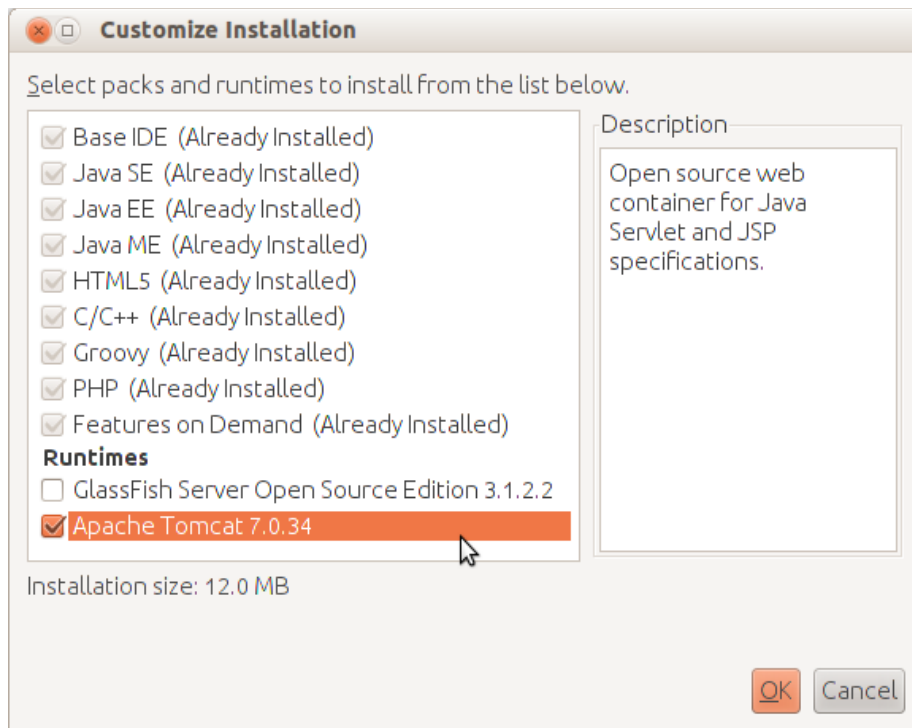 Customize Installation
Select packs and runtimes to install from the list below.
Base IDE (Already Installed)
Java SE (Already Installed)
Java EE (Already Installed)
Java ME (Already Installed)
HTML5 (Already Installed)
C/C++ (Already Installed)
Groovy (Already Installed)
PHP (Already Installed)
Features on Demand (Already Installed)
Runtimes
GlassFish Server Open Source Edition 3.1.2.2
Apache Tomcat 7.0.34
Description
Open source web
container for Java
Servlet and JSP
specifications.
Installation size: 12.0 MB
OK
Cancel